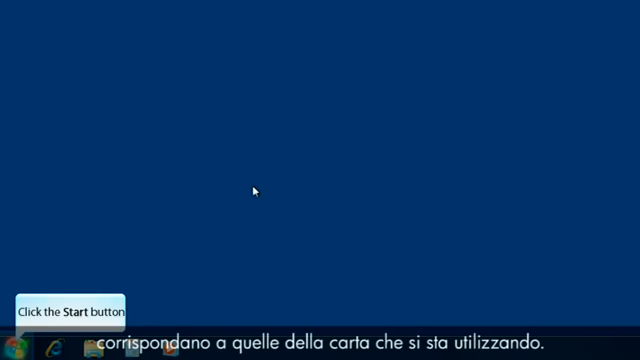 Click the Start button
corrispondano a quelle della carta che si sta utilizzando.